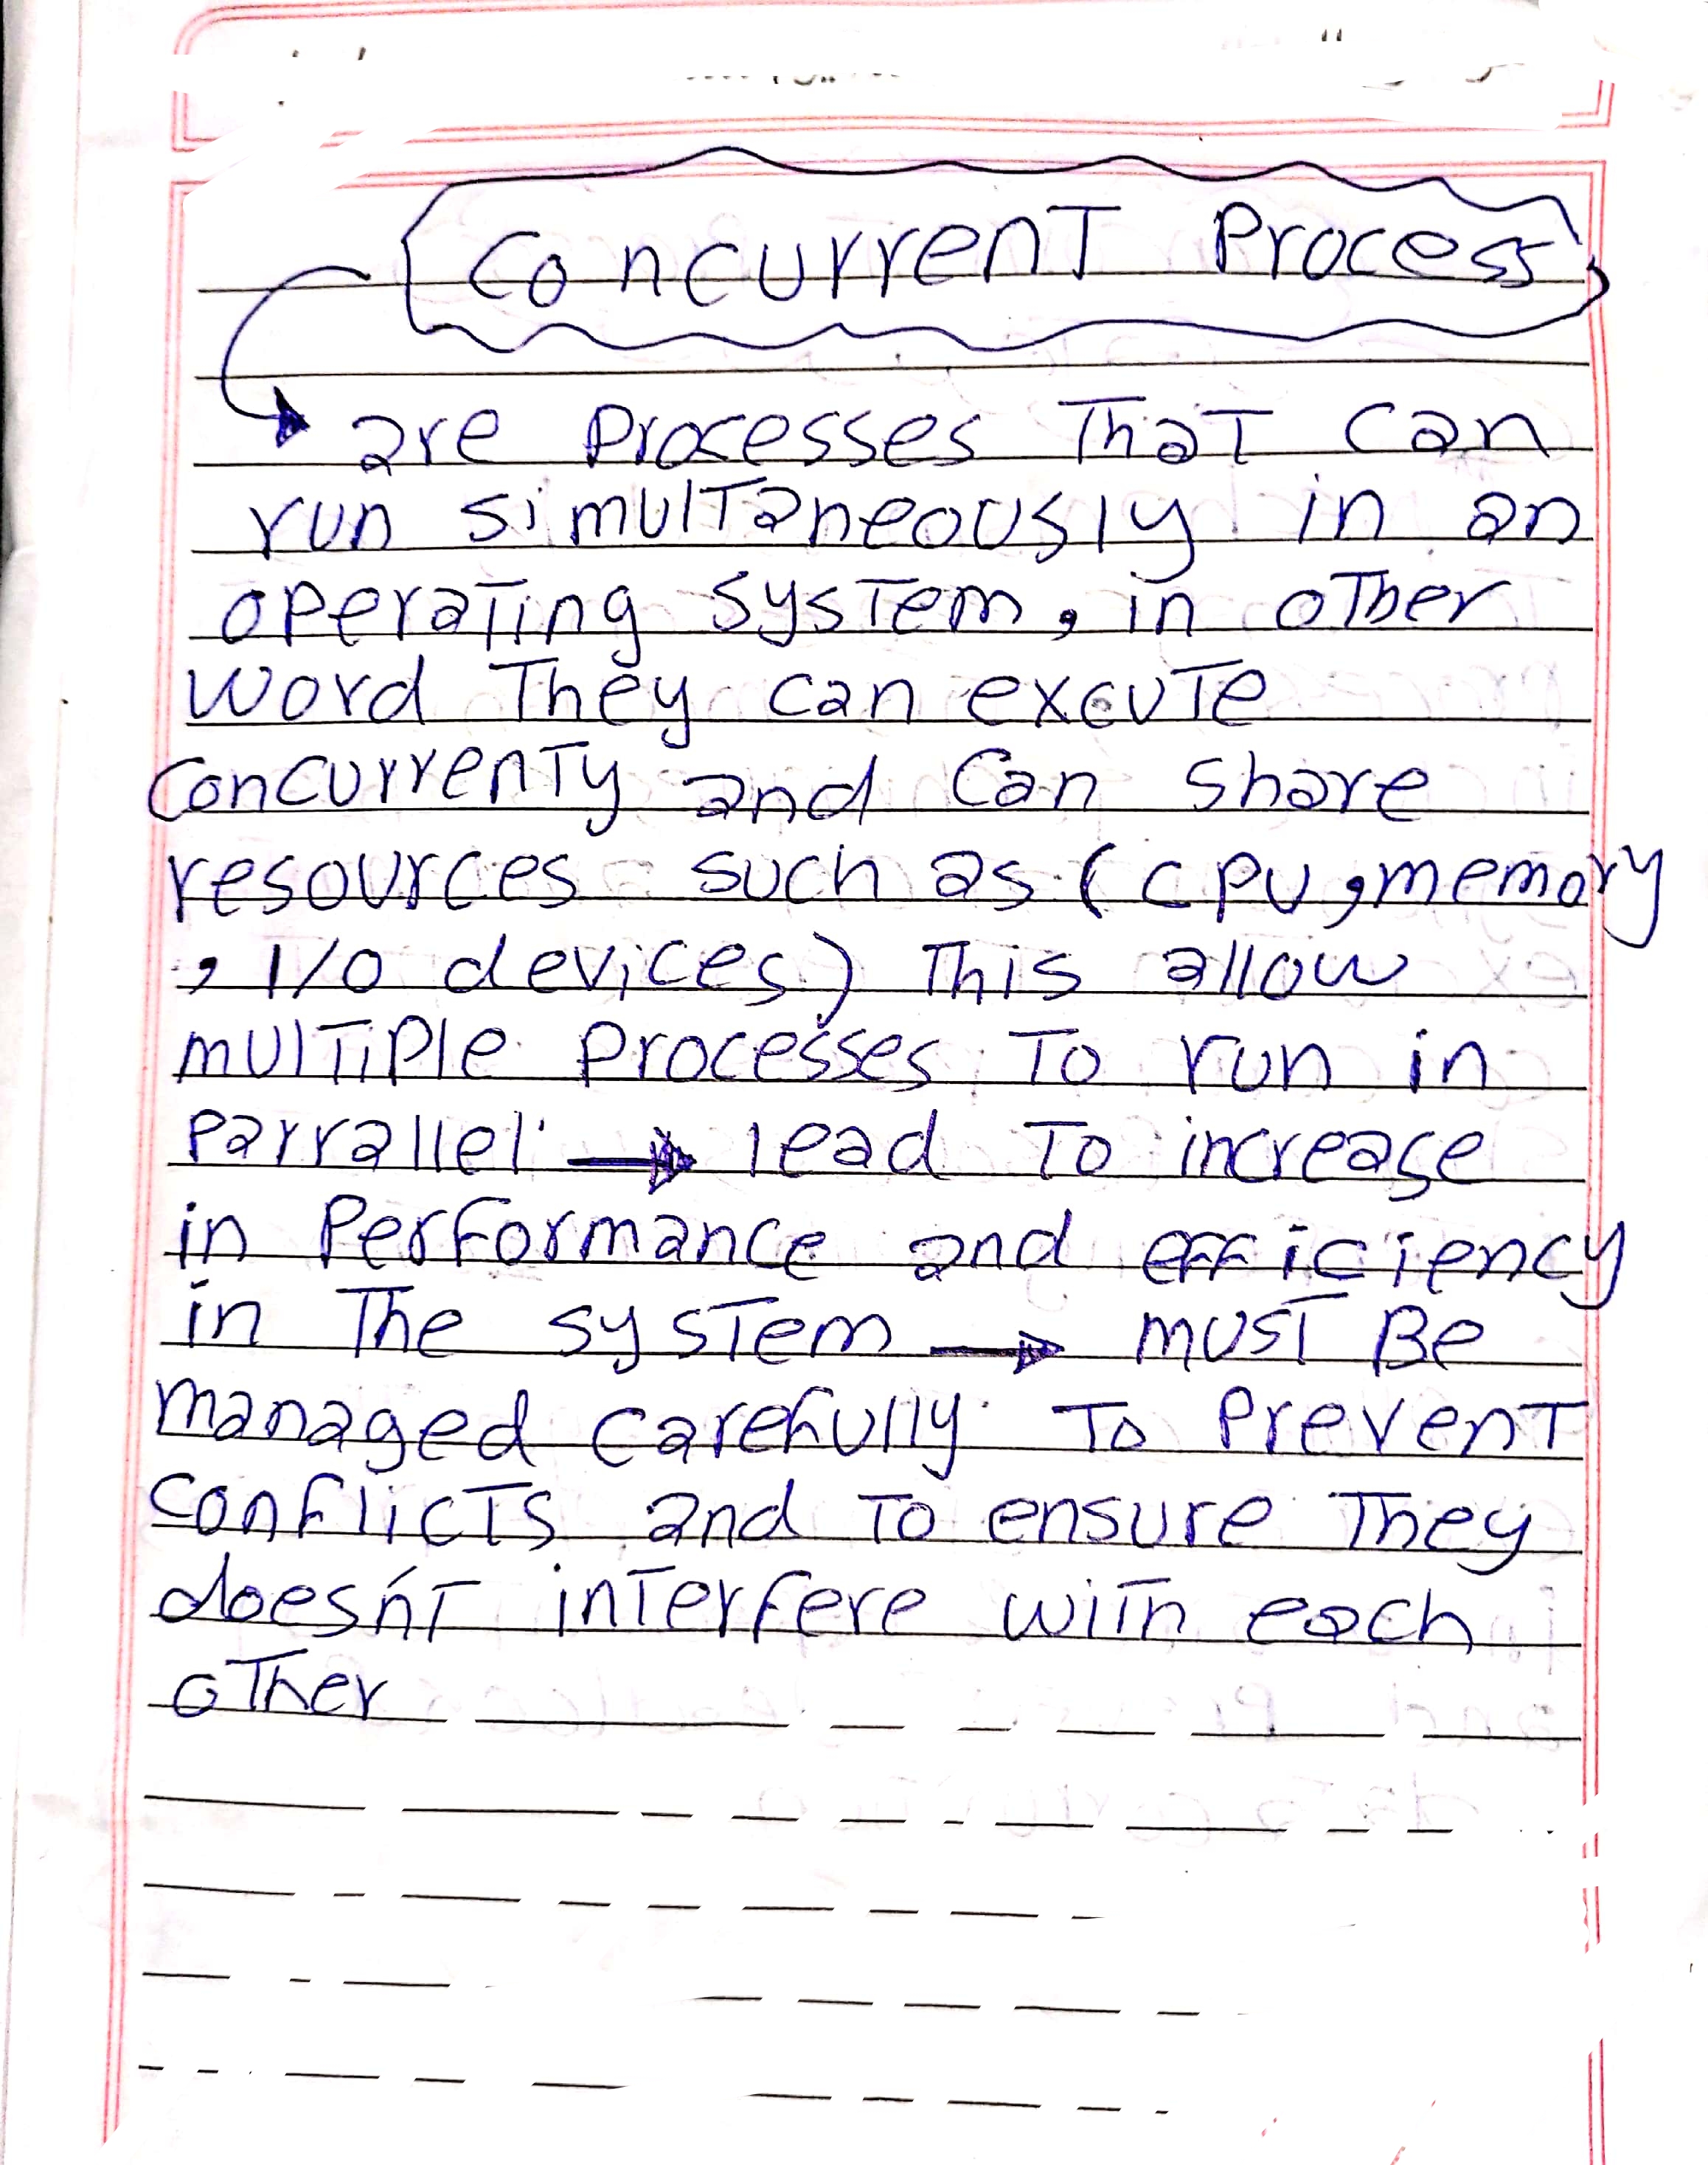 Concurrent Process
are processes That can
run simultaneously in an
operating system, in other
word They can excute
concurrenty and can share
resources such as (cpu, memory
, I/O devices) This allow
multiple processes To run in
parrallel → lead To increase
in Performance and efficiency
in The system → must Be
managed carefully To Prevent
conflicts and To ensure They
does'nt interfere with each
other